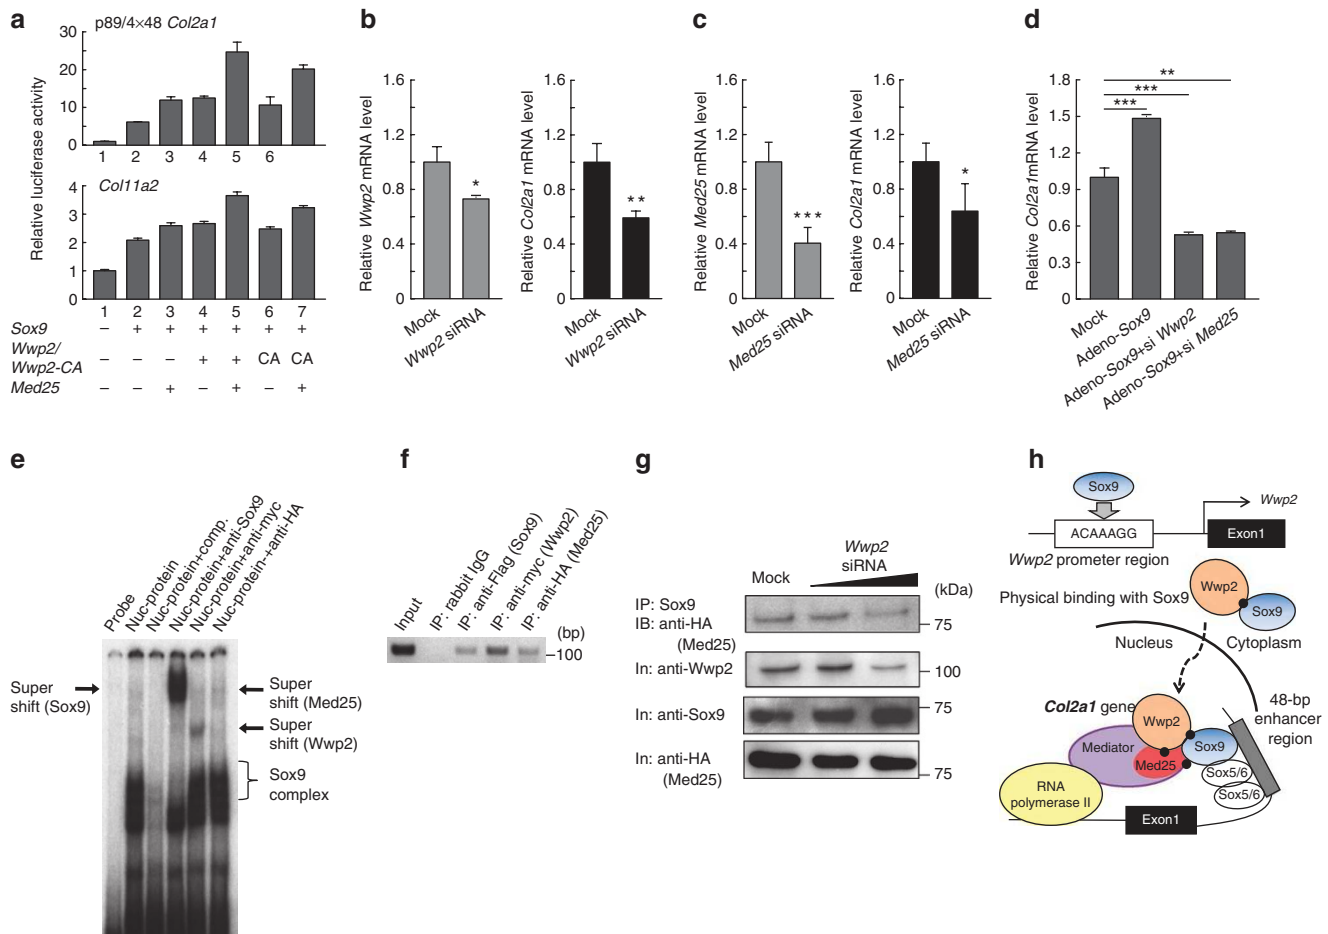 a
p89/4×48 Col2a1
Relative luciferase activity
30
20
10
0
1 2 3 4 5 6
Col11a2
4
3
2
1
0
1 2 3 4 5 6 7
Sox9 – + + + + + +
Wwp2/
Wwp2-CA – – – + + CA CA
Med25 – – + – + – +
b
Relative Wwp2 mRNA level
1.6
1.2
0.8
0.4
0
*
Mock
Wwp2 siRNA
Relative Col2a1 mRNA level
1.6
1.2
0.8
0.4
0
**
Mock
Wwp2 siRNA
c
Relative Med25 mRNA level
1.6
1.2
0.8
0.4
0
***
Mock
Med25 siRNA
Relative Col2a1 mRNA level
1.6
1.2
0.8
0.4
0
*
Mock
Med25 siRNA
d
Relative Col2a1mRNA level
1.8
1.5
1.2
0.9
0.6
0.3
0
**
***
***
Mock
Adeno-Sox9
Adeno-Sox9+si Wwp2
Adeno-Sox9+si Med25
e
Probe
Nuc-protein
Nuc-protein+comp.
Nuc-protein+anti-Sox9
Nuc-protein+anti-myc
Nuc-protein-+anti-HA
Super
shift (Sox9)
Super
shift (Med25)
Super
shift (Wwp2)
Sox9
complex
f
Input
IP: rabbit IgG
IP: anti-Flag (Sox9)
IP: anti-myc (Wwp2)
IP: anti-HA (Med25)
(bp)
100
g
Mock
Wwp2
siRNA
(kDa)
IP: Sox9
IB: anti-HA
(Med25)
75
In: anti-Wwp2
100
In: anti-Sox9
75
In: anti-HA
(Med25)
75
h
Sox9
Wwp2
ACAAAGG
Exon1
Wwp2 prometer region
Wwp2
Physical binding with Sox9
Sox9
Nucleus
Cytoplasm
Col2a1 gene
Wwp2
48-bp
enhancer
region
Mediator
Sox9
Med25
Sox5/6
Sox5/6
RNA
polymerase II
Exon1